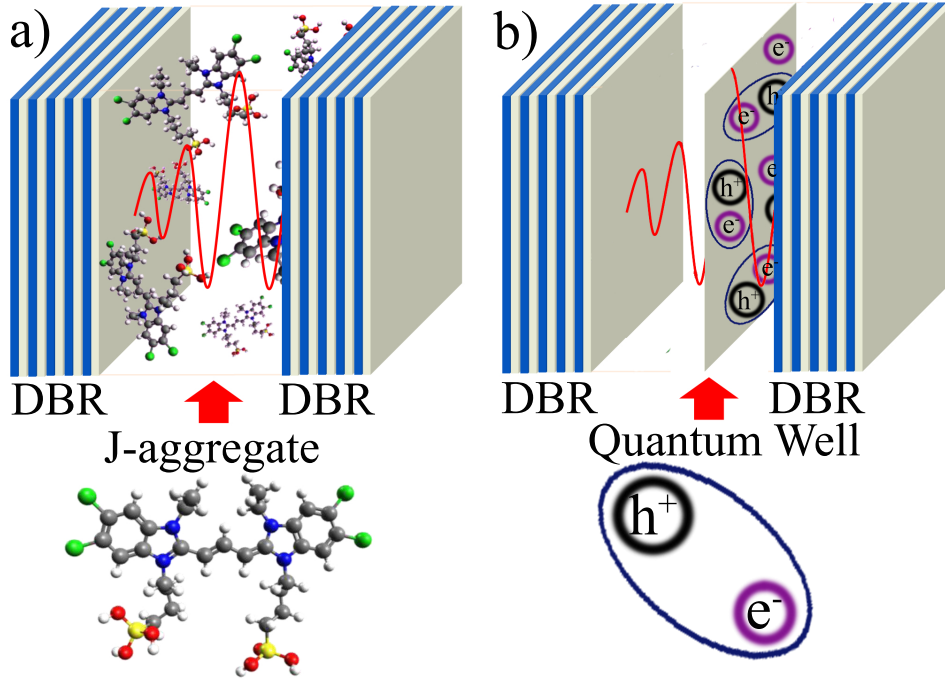 a)
b)
e-
h
e-
e
h+
e-
e-
h+
DBR
DBR
DBR
DBR
J-aggregate
Quantum Well
h+
e-